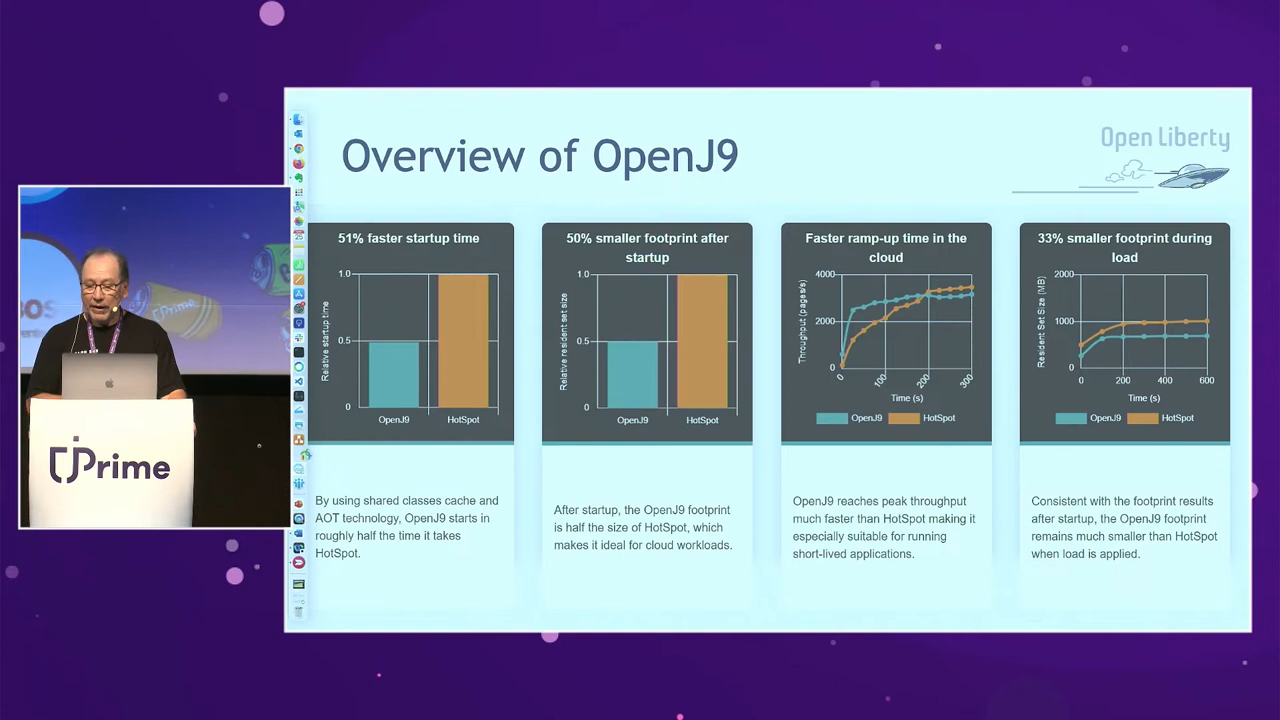 Overview of OpenJ9
Open Liberty
51% faster startup time
1.0
0.5
0
Relative startup time
OpenJ9 HotSpot
50% smaller footprint after
startup
1.0
0.5
0
Relative resident set size
OpenJ9 HotSpot
Faster ramp-up time in the
cloud
4000
2000
0
Throughput (pages/s)
0 100 200 300
Time (s)
OpenJ9 HotSpot
33% smaller footprint during
load
2000
1000
0
Resident Set Size (MB)
0 200 400 600
Time (s)
OpenJ9 HotSpot
By using shared classes cache and
AOT technology, OpenJ9 starts in
roughly half the time it takes
HotSpot.
After startup, the OpenJ9 footprint
is half the size of HotSpot, which
makes it ideal for cloud workloads.
OpenJ9 reaches peak throughput
much faster than HotSpot making it
especially suitable for running
short-lived applications.
Consistent with the footprint results
after startup, the OpenJ9 footprint
remains much smaller than HotSpot
when load is applied.
jPrime